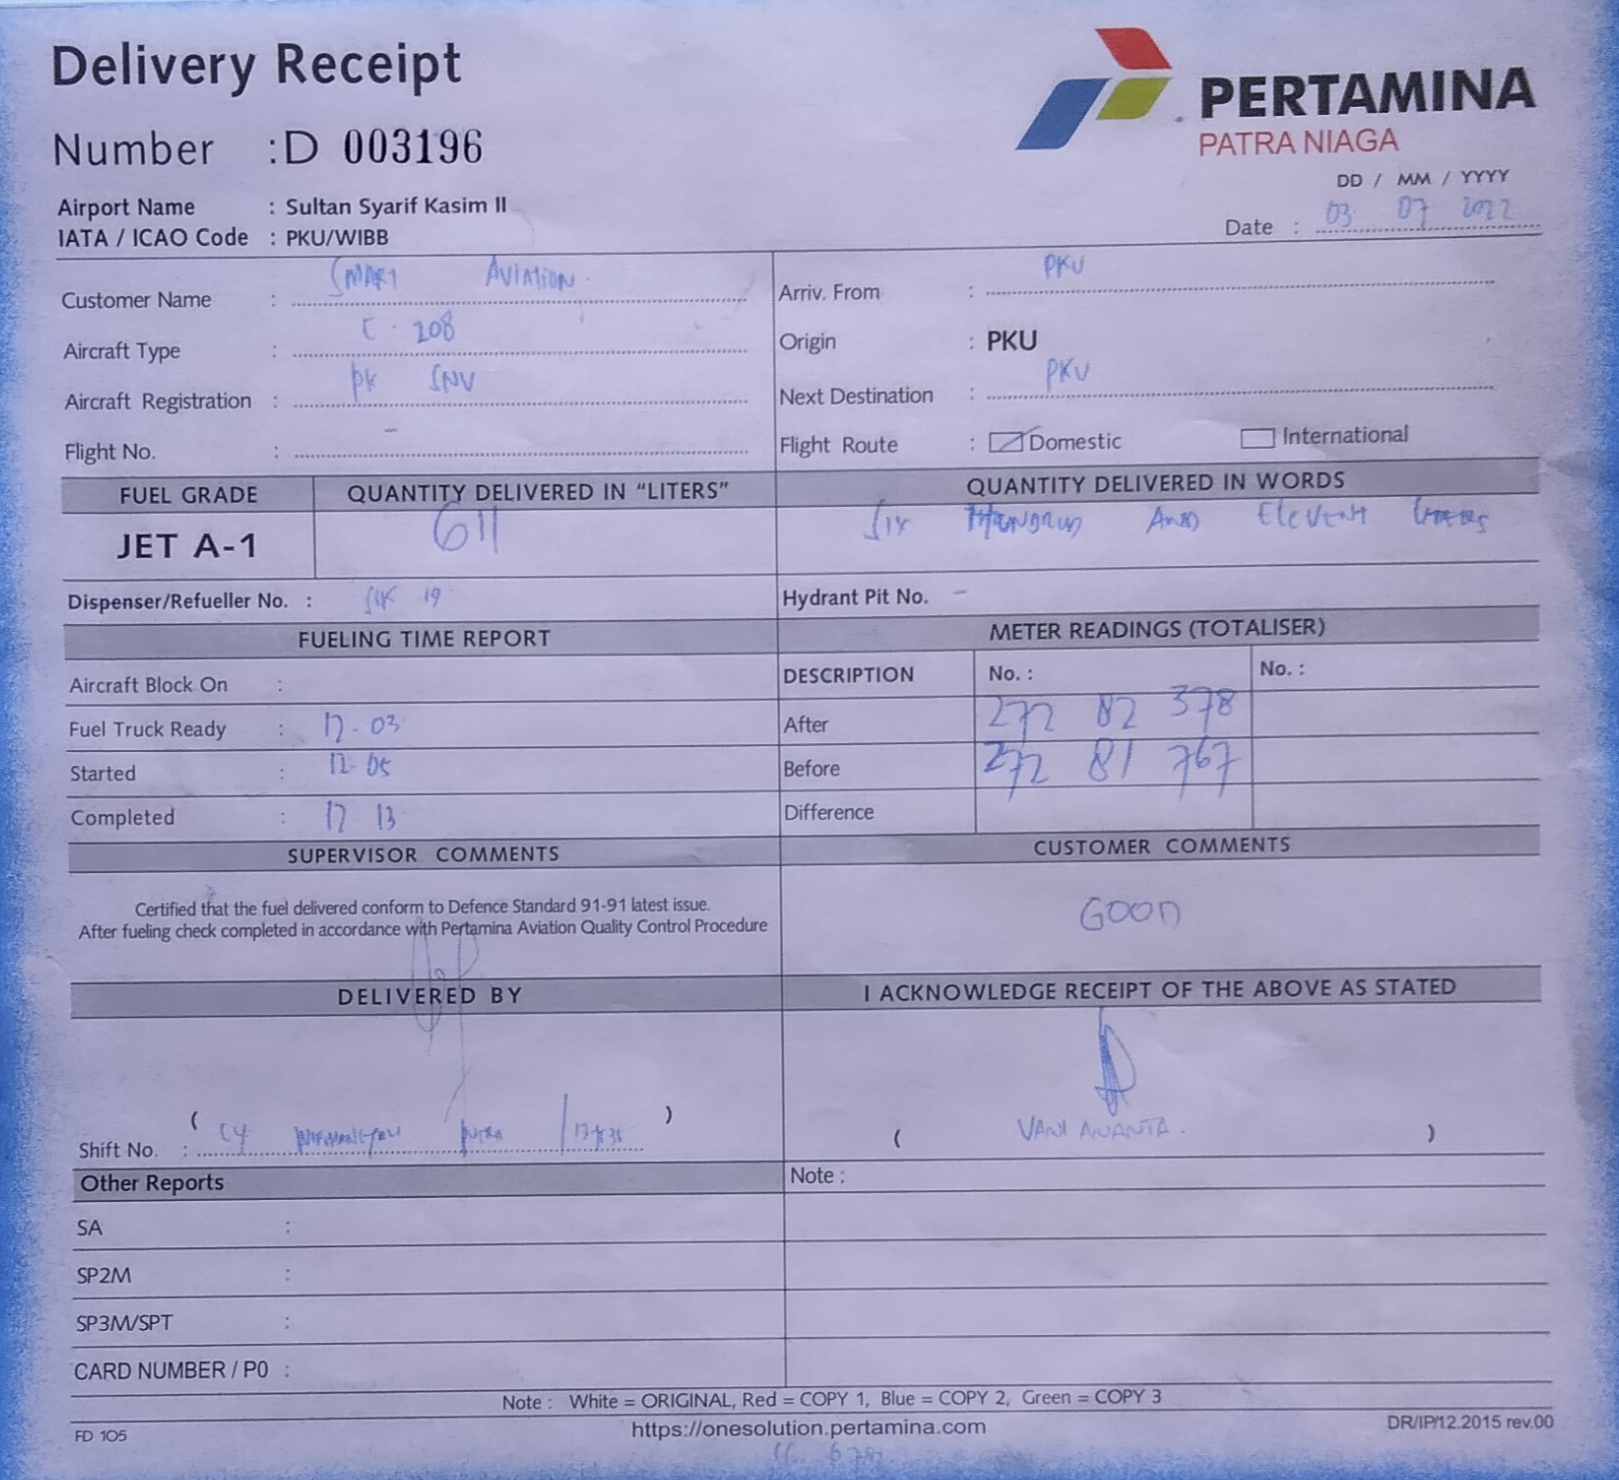 Delivery Receipt
Number :D 003196
PERTAMINA
PATRA NIAGA
Airport Name : Sultan Syarif Kasim II
IATA / ICAO Code : PKU/WIBB
DD / MM / YYYY
Date : 03 07 2022
Customer Name : SMART AVIATION
Aircraft Type : C 208
Aircraft Registration : PK SNV
Flight No. : -
Arriv. From : PKU
Origin : PKU
Next Destination : PKU
Flight Route : Domestic International
FUEL GRADE QUANTITY DELIVERED IN “LITERS” QUANTITY DELIVERED IN WORDS
JET A-1 611 SIX HUNDRED AND ELEVENT LITERS
Dispenser/Refueller No. : 19 Hydrant Pit No. -
FUELING TIME REPORT METER READINGS (TOTALISER)
DESCRIPTION No. : No. :
Aircraft Block On :
Fuel Truck Ready : 12.03 After 272 82 378
Started : 12 05 Before 272 81 767
Completed : 12 13 Difference
SUPERVISOR COMMENTS CUSTOMER COMMENTS
Certified that the fuel delivered conform to Defence Standard 91-91 latest issue.
After fueling check completed in accordance with Pertamina Aviation Quality Control Procedure
GOOD
DELIVERED BY I ACKNOWLEDGE RECEIPT OF THE ABOVE AS STATED
( )
Shift No. :
( VANI ANANTA. )
Other Reports Note :
SA :
SP2M :
SP3M/SPT :
CARD NUMBER / P0 :
Note : White = ORIGINAL, Red = COPY 1, Blue = COPY 2, Green = COPY 3
FD 105 https://onesolution.pertamina.com DR/IP/12.2015 rev.00